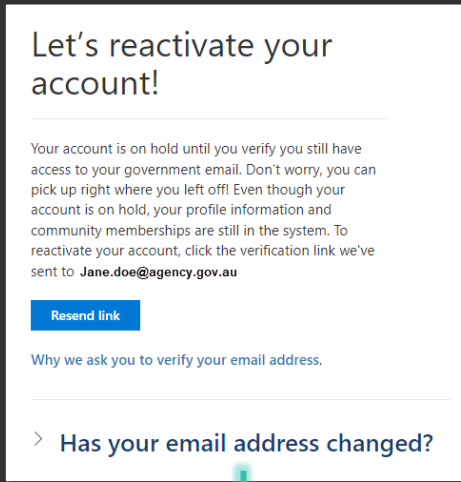 Let's reactivate your
account!
Your account is on hold until you verify you still have
access to your government email. Don't worry, you can
pick up right where you left off! Even though your
account is on hold, your profile information and
community memberships are still in the system. To
reactivate your account, click the verification link we've
sent to Jane.doe@agency.gov.au
Resend link
Why we ask you to verify your email address.
Has your email address changed?